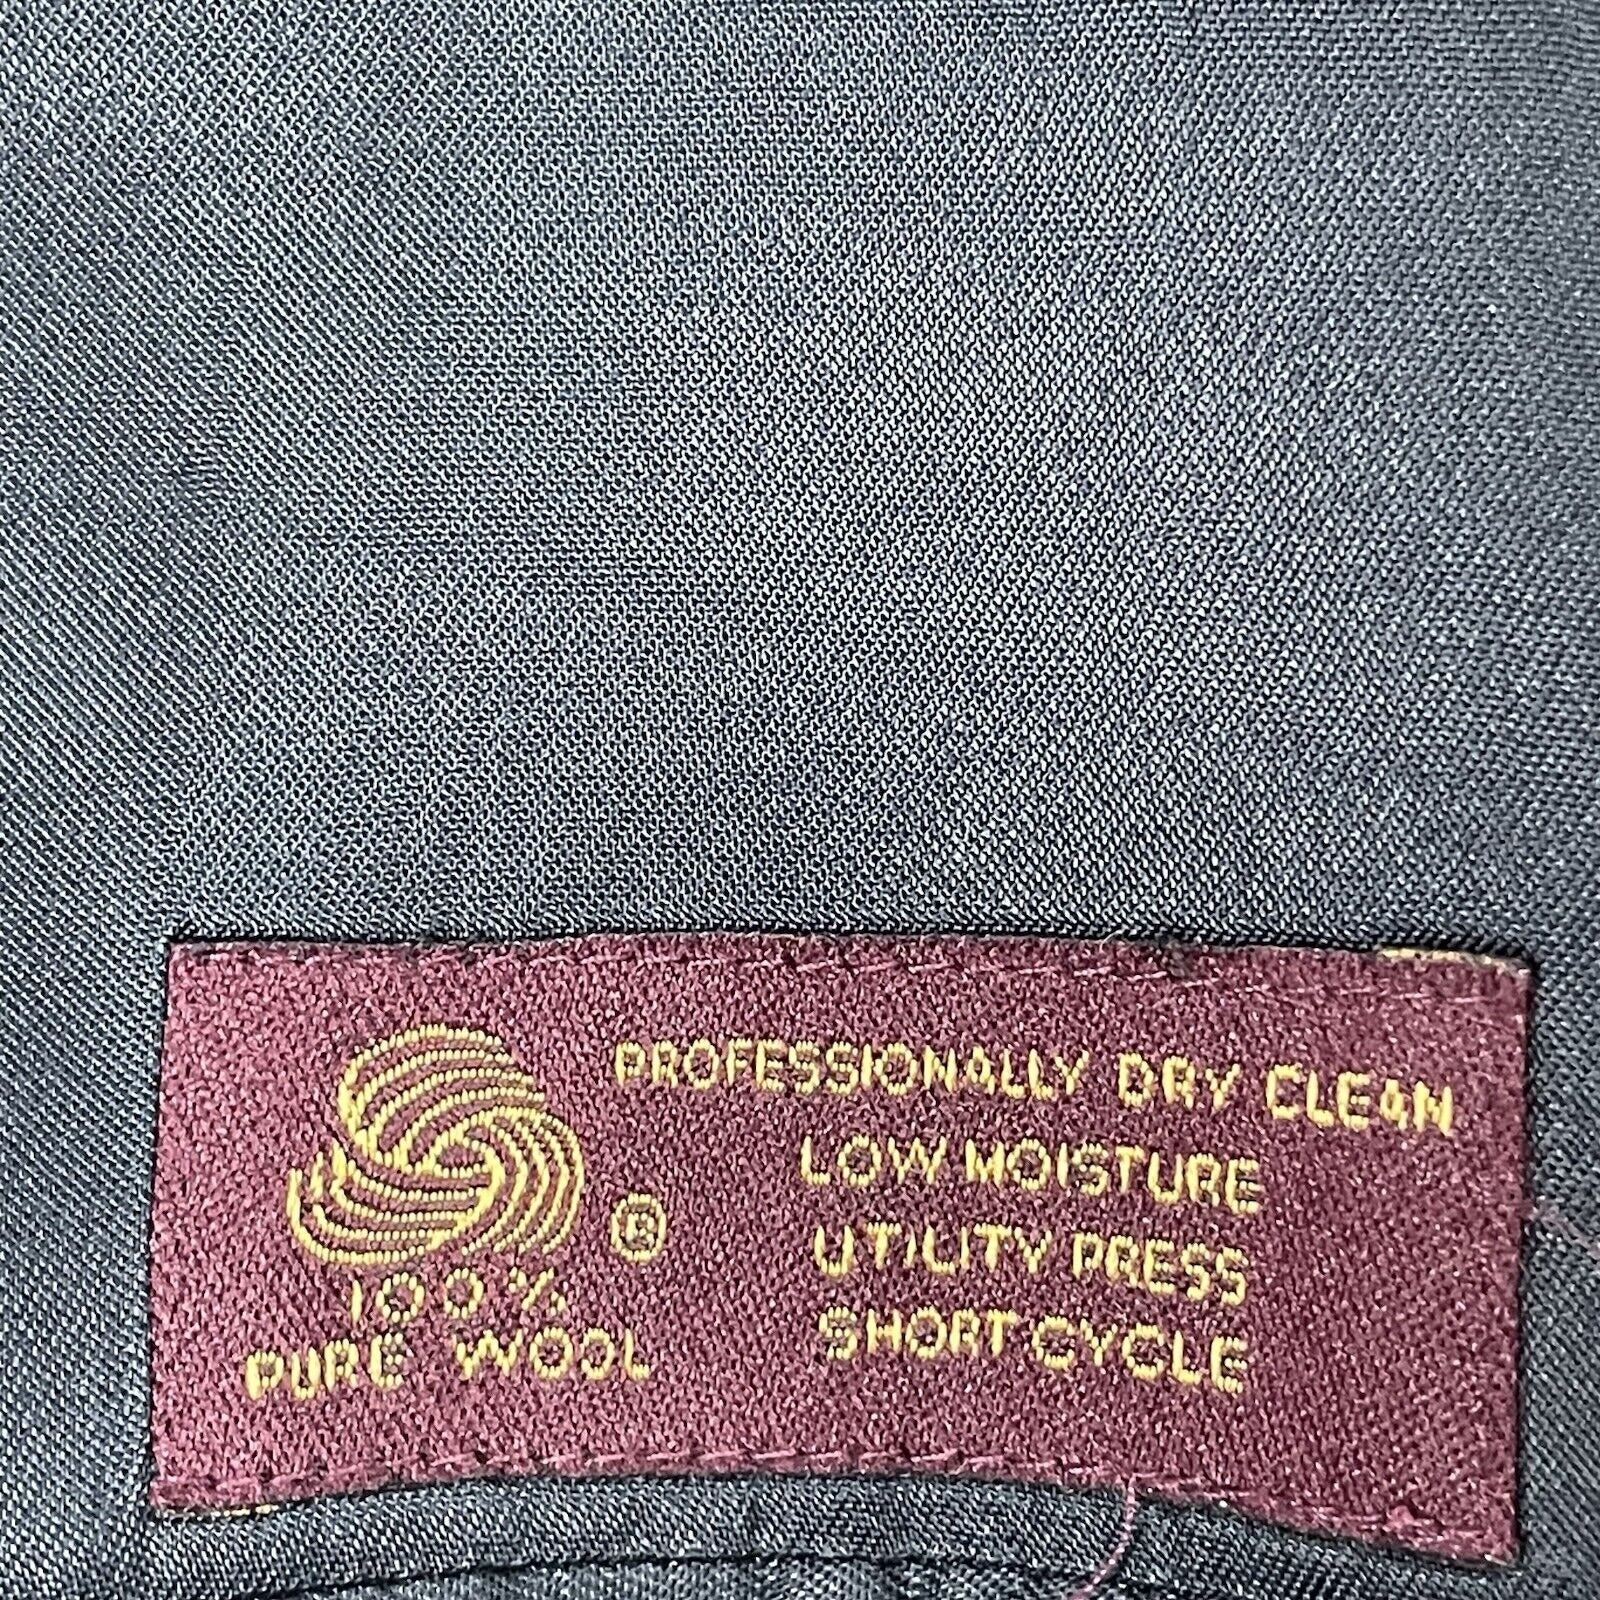 PROFESSIONALLY DRY CLEAN
LOW MOISTURE
UTILITY PRESS
SHORT CYCLE
®
100%
PURE WOOL